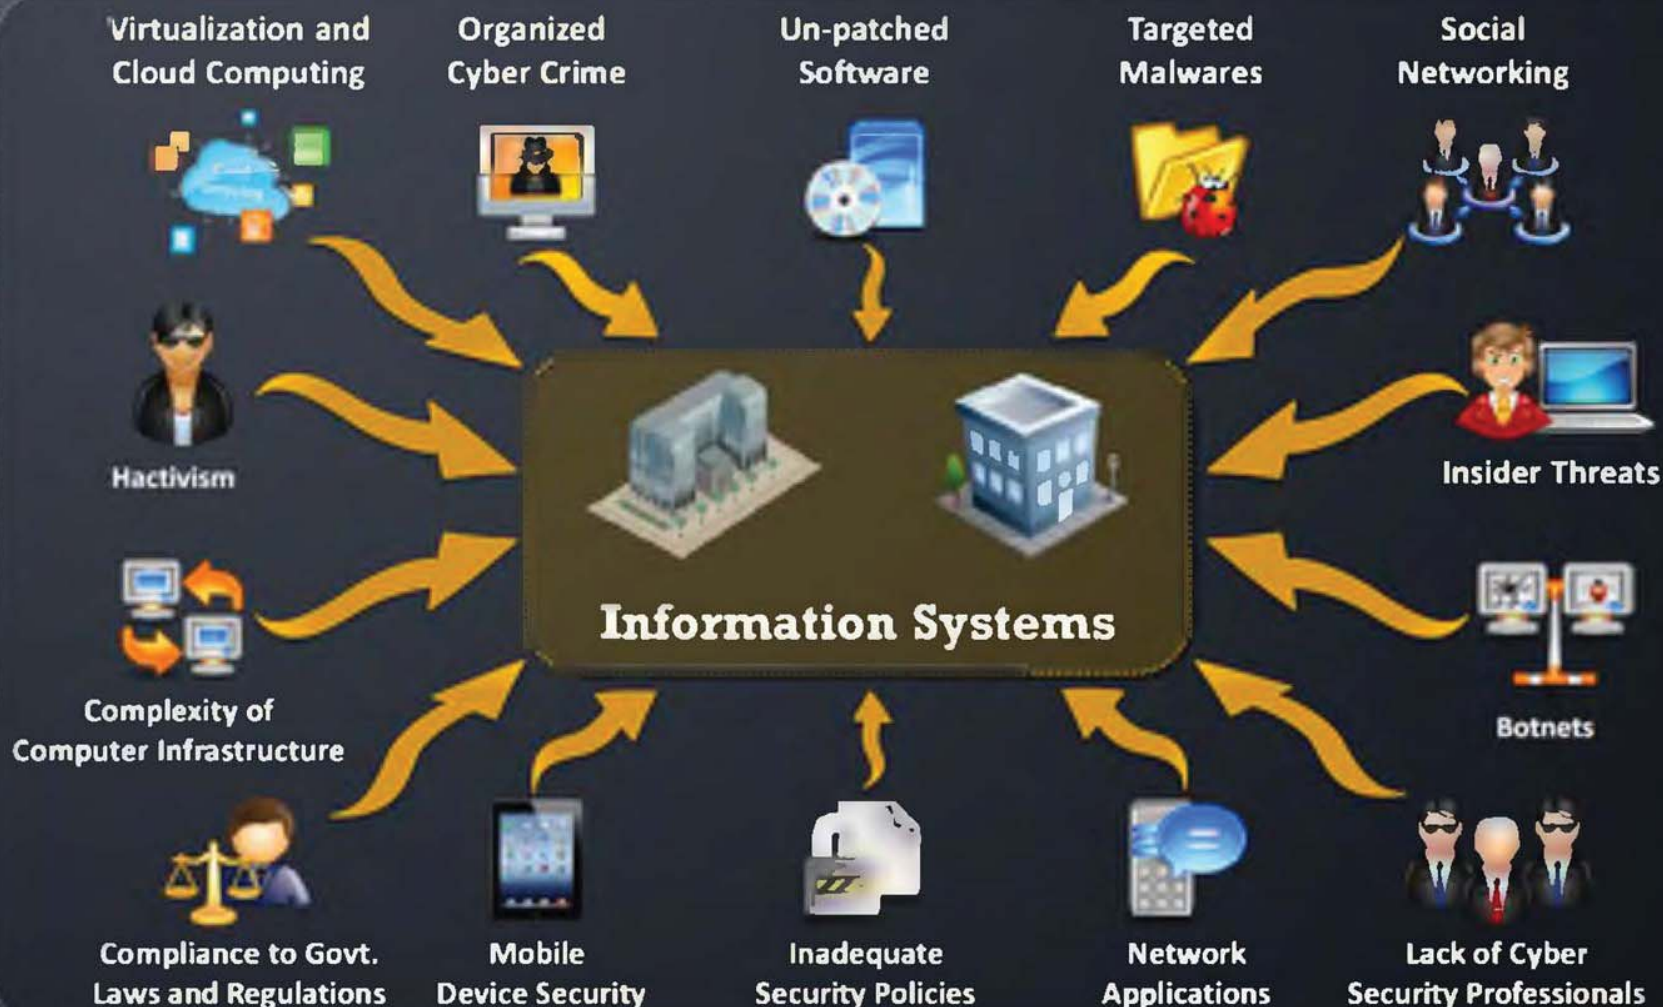 Virtualization and
Cloud Computing
Organized
Cyber Crime
Un-patched
Software
Targeted
Malwares
Social
Networking
Hactivism
Insider Threats
Information Systems
Complexity of
Computer Infrastructure
Botnets
Compliance to Govt.
Laws and Regulations
Mobile
Device Security
Inadequate
Security Policies
Network
Applications
Lack of Cyber
Security Professionals